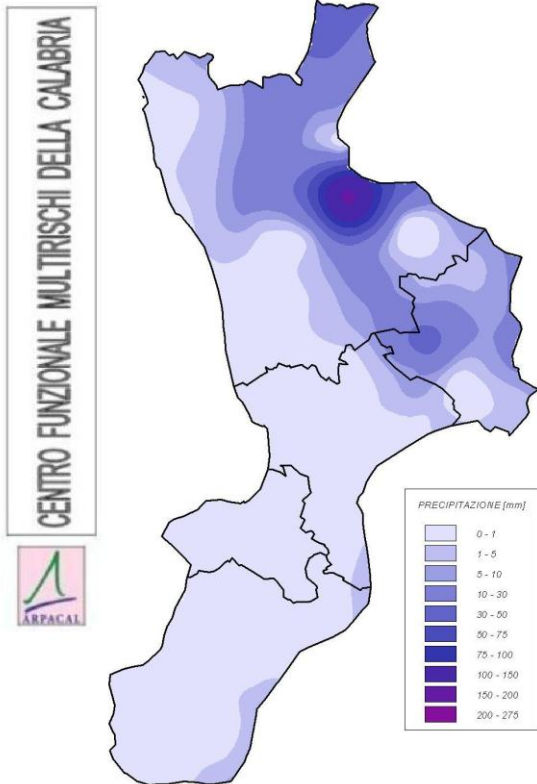 CENTRO FUNZIONALE MULTIRISCHI DELLA CALABRIA
ARPACAL
PRECIPITAZIONE [mm]
0 - 1
1 - 5
5 - 10
10 - 30
30 - 50
50 - 75
75 - 100
100 - 150
150 - 200
200 - 275